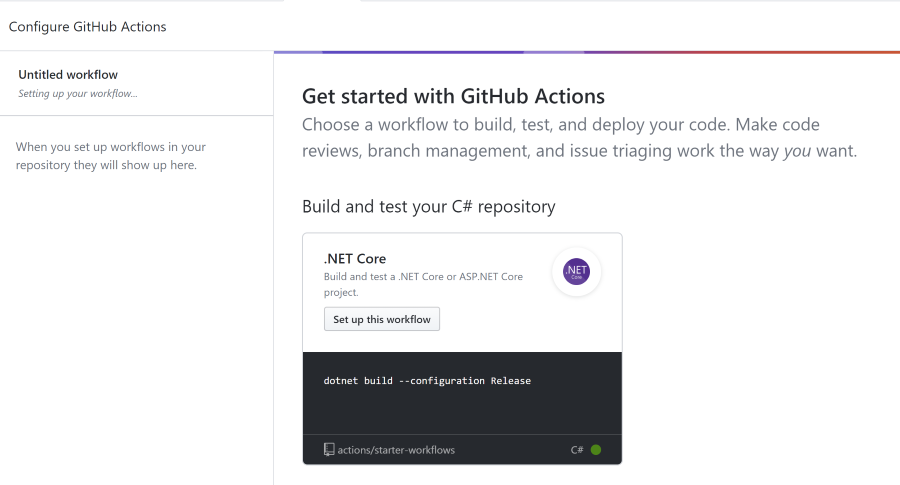 Configure GitHub Actions
Untitled workflow
Setting up your workflow...
When you set up workflows in your
repository they will show up here.
Get started with GitHub Actions
Choose a workflow to build, test, and deploy your code. Make code
reviews, branch management, and issue triaging work the way you want.
Build and test your C# repository
.NET Core
Build and test a .NET Core or ASP.NET Core
project.
.NET
Core
Set up this workflow
dotnet build --configuration Release
actions/starter-workflows
C#